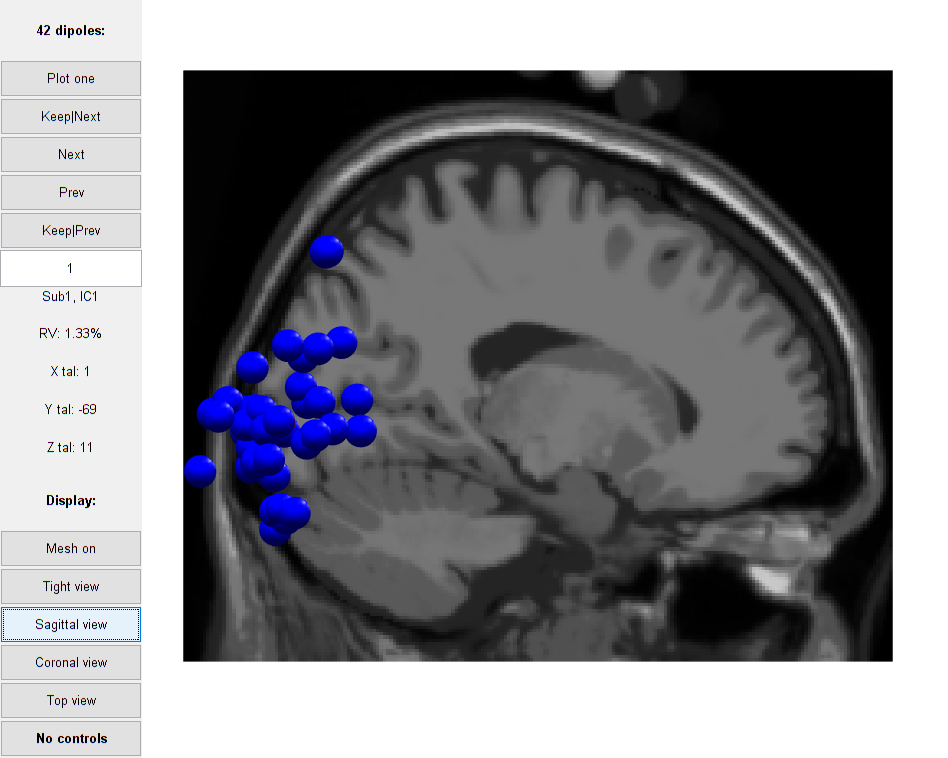 42 dipoles:
Plot one
Keep|Next
Next
Prev
Keep|Prev
1
Sub1, IC1
RV: 1.33%
X tal: 1
Y tal: -69
Z tal: 11
Display:
Mesh on
Tight view
Sagittal view
Coronal view
Top view
No controls